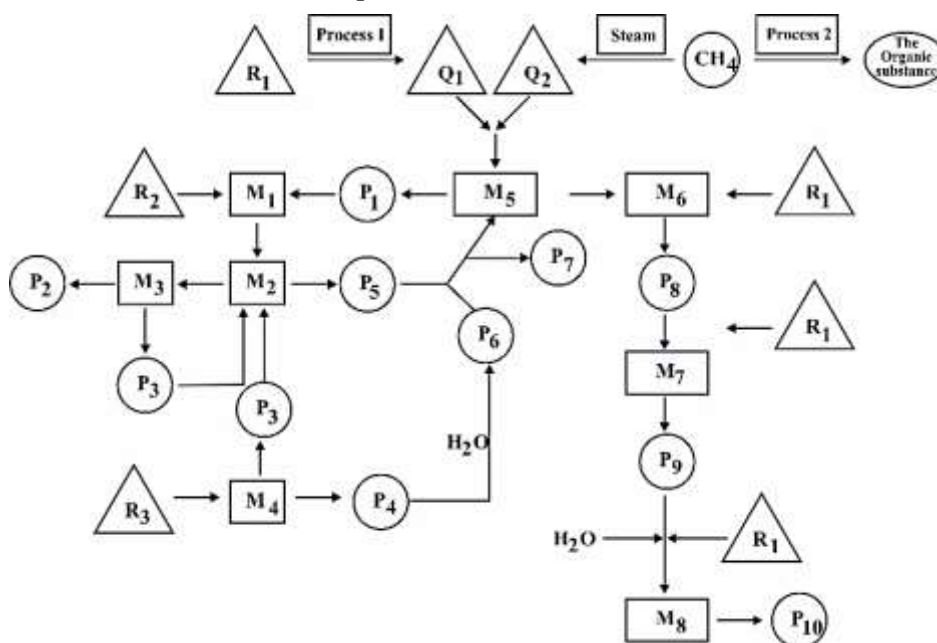 Process 1
Steam
Process 2
R1
Q1
Q2
CH4
The
Organic
substance
R2
M1
P1
M5
M6
R1
P2
M3
M2
P5
P7
P8
P6
R1
P3
M7
P3
H2O
P9
R3
M4
P4
H2O
R1
M8
P10